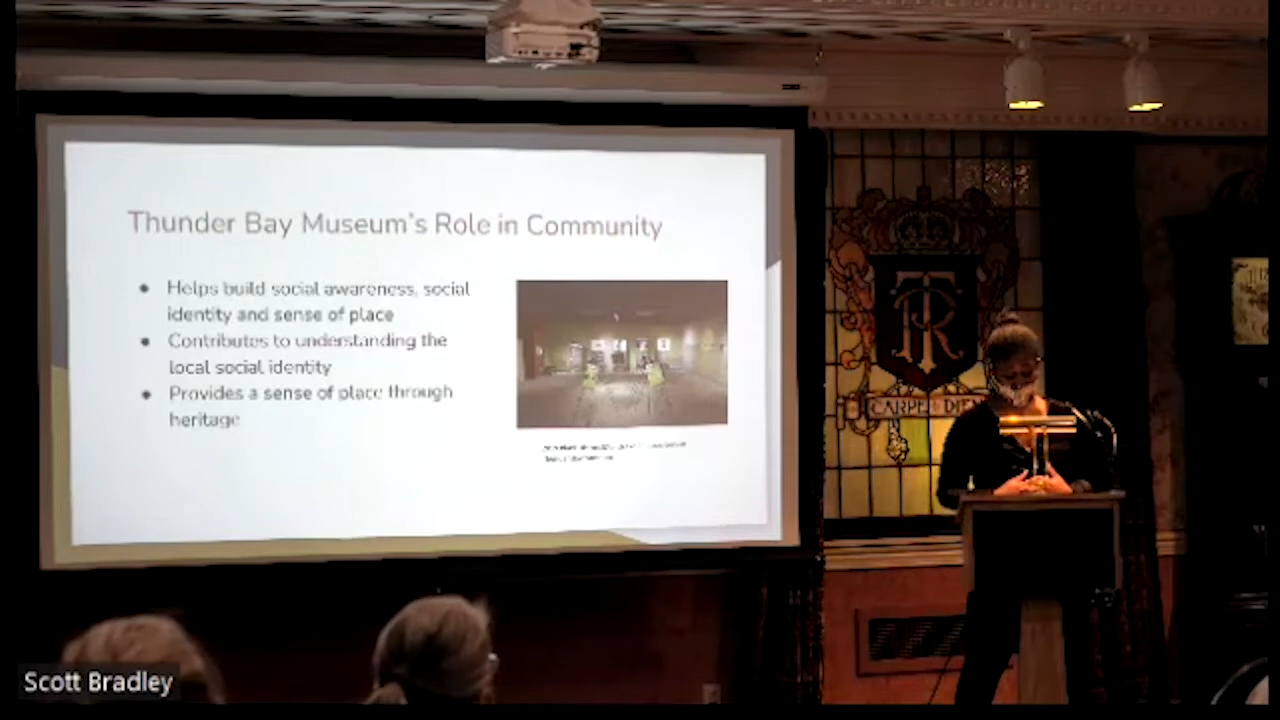 Thunder Bay Museum's Role in Community
● Helps build social awareness, social
identity and sense of place
● Contributes to understanding the
local social identity
● Provides a sense of place through
heritage
TR
CARPE DIEM
Scott Bradley